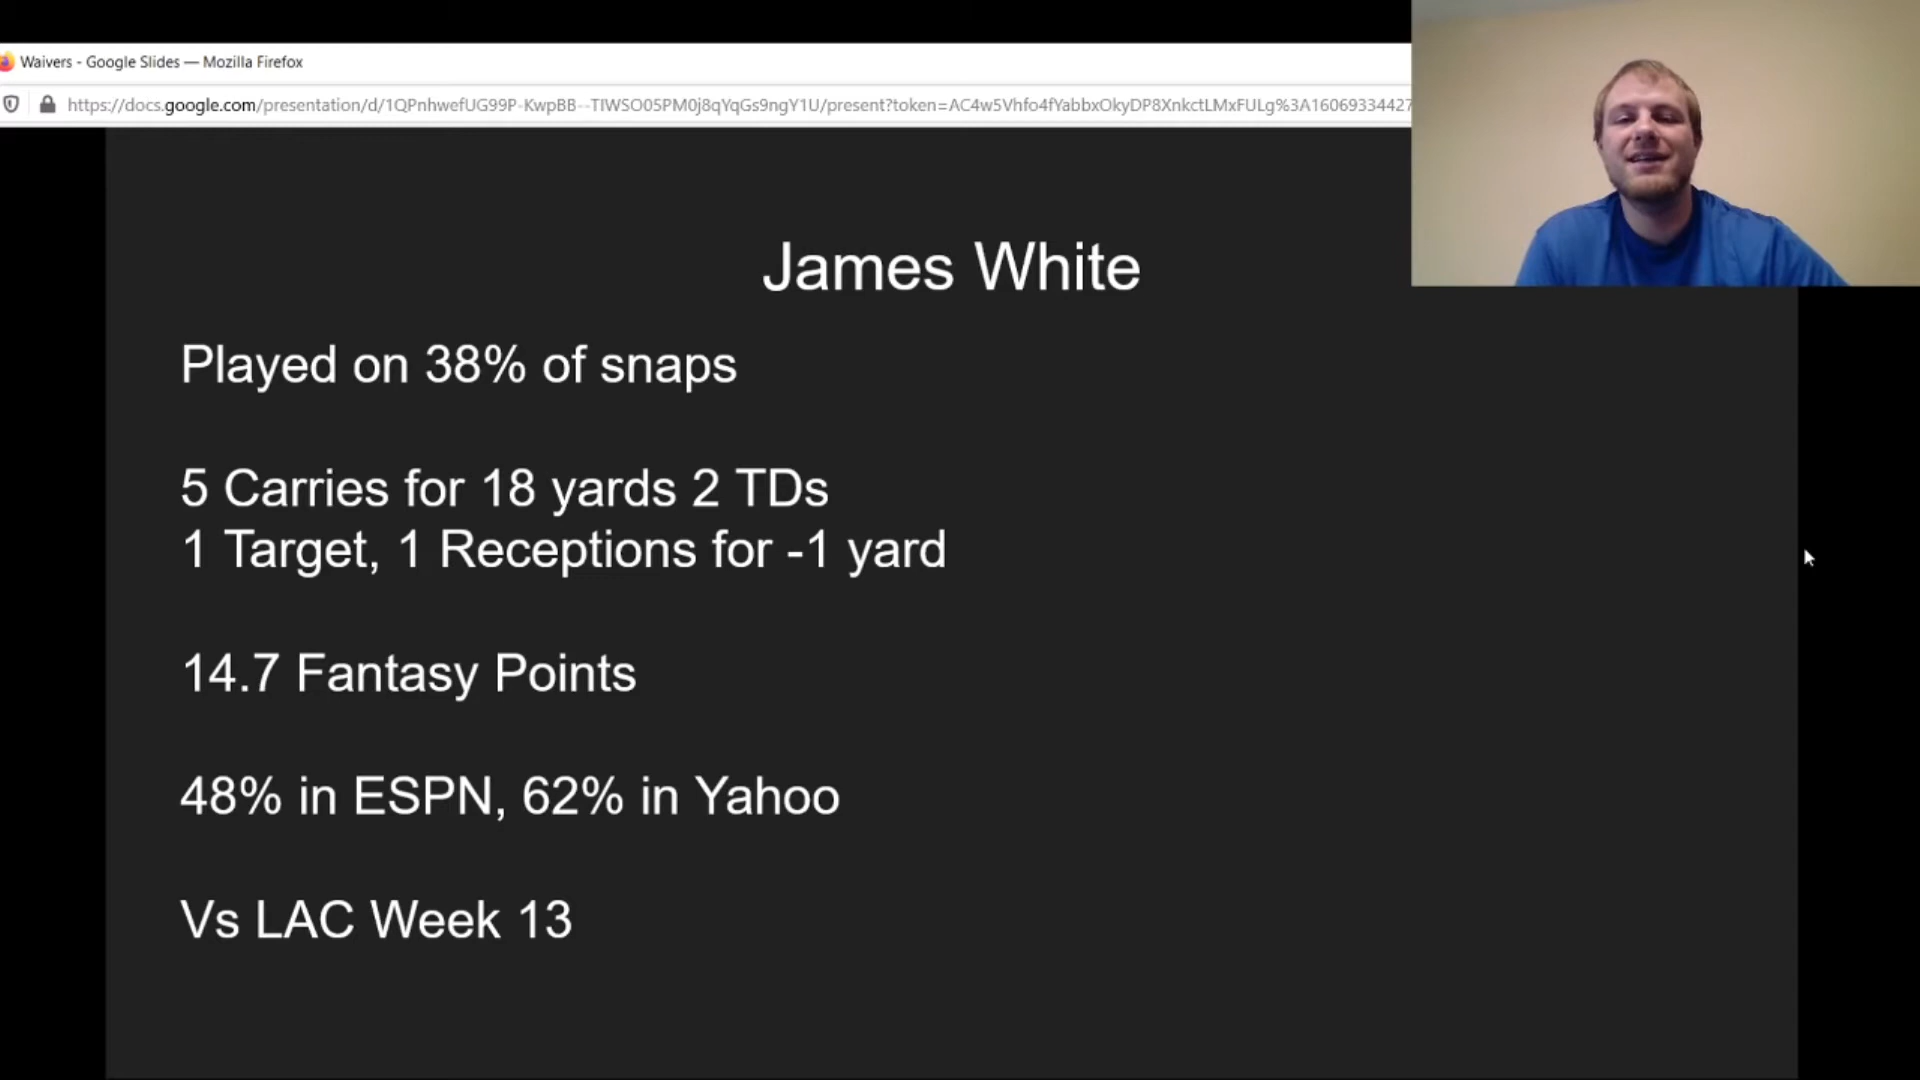 Waivers - Google Slides — Mozilla Firefox
https://docs.google.com/presentation/d/1QPnhwefUG99P-KwpBB--TIWSO05PM0j8qYqGs9ngY1U/present?token=AC4w5Vhfo4fYabbxOkyDP8XnkctLMxFULg%3A16069334427
James White
Played on 38% of snaps
5 Carries for 18 yards 2 TDs
1 Target, 1 Receptions for -1 yard
14.7 Fantasy Points
48% in ESPN, 62% in Yahoo
Vs LAC Week 13